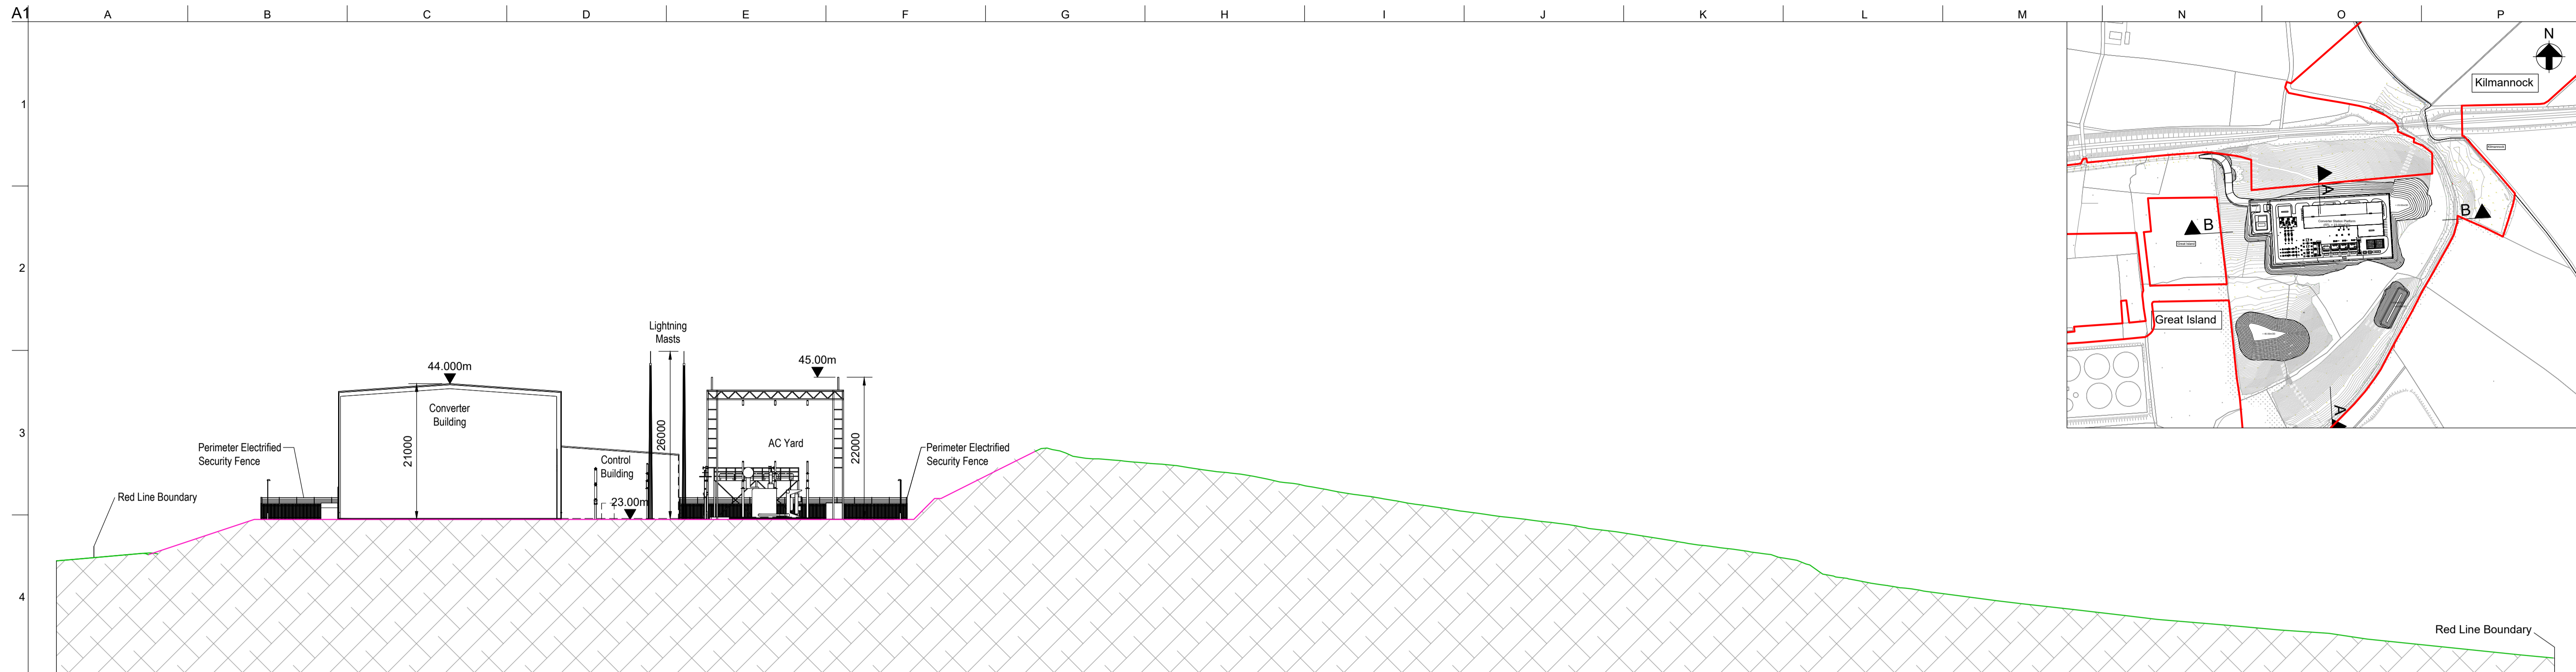 A1
A B C D E F G H I J K L M N O P
1
2
3
4
N
Kilmannock
A
B
B
Great Island
A
Great Island
Lightning
Masts
44.000m
45.00m
Converter
Building
21000
26000
AC Yard
22000
Perimeter Electrified
Security Fence
Perimeter Electrified
Security Fence
Control
Building
23.00m
Red Line Boundary
Red Line Boundary